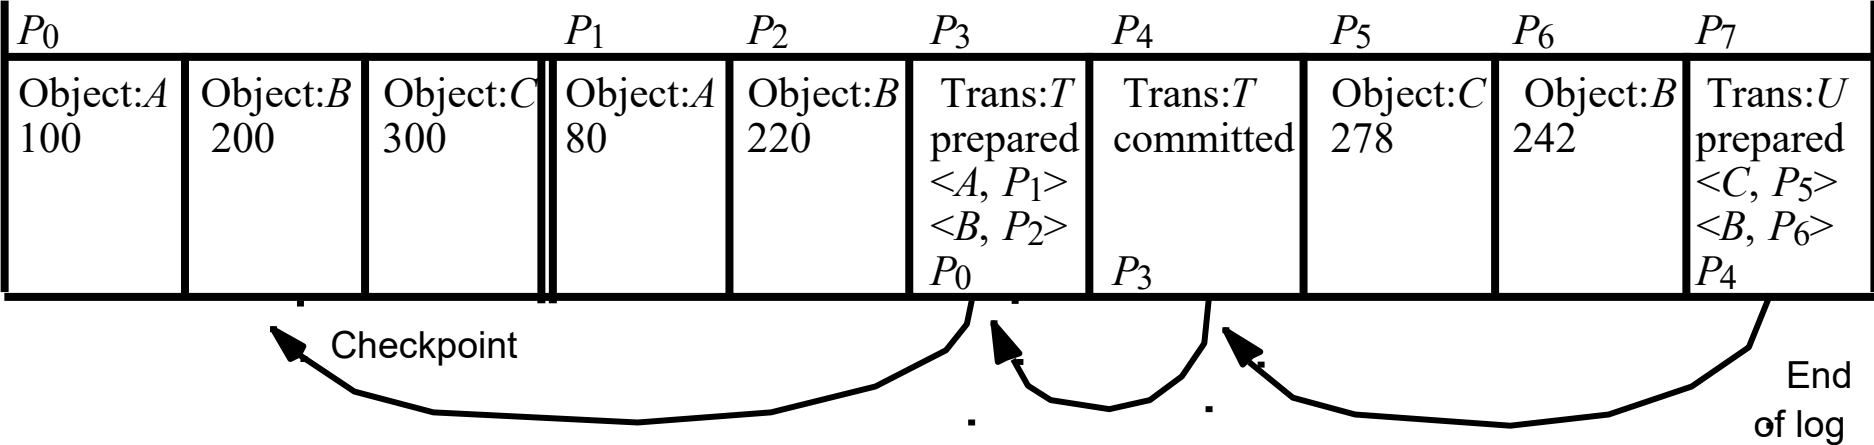 P0 P1 P2 P3 P4 P5 P6 P7
Object:A Object:B Object:C Object:A Object:B Trans:T Trans:T Object:C Object:B Trans:U
100 200 300 80 220 prepared committed 278 242 prepared
<A, P1> <C, P5>
<B, P2> <B, P6>
P0 P3 P4
Checkpoint
End
of log